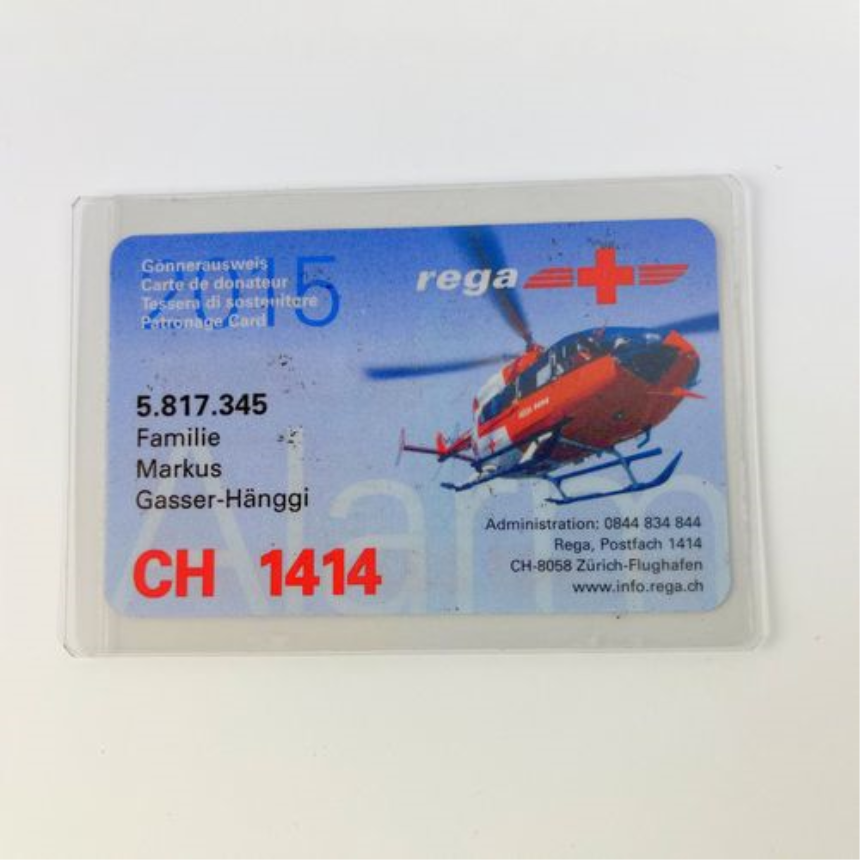 2015
Gönnerausweis
Carte de donateur
Tessera di sostenitore
Patronage Card
rega
5.817.345
Familie
Markus
Gasser-Hänggi
Alarm
CH 1414
Administration: 0844 834 844
Rega, Postfach 1414
CH-8058 Zürich-Flughafen
www.info.rega.ch